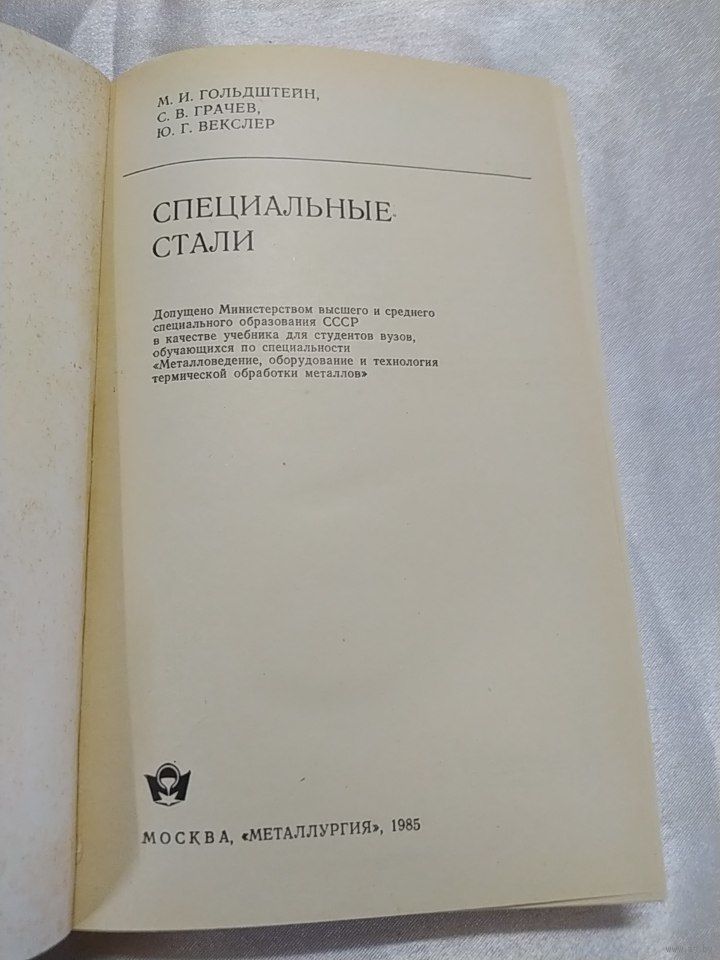 М. И. ГОЛЬДШТЕЙН,
С. В. ГРАЧЕВ,
Ю. Г. ВЕКСЛЕР
СПЕЦИАЛЬНЫЕ
СТАЛИ
Допущено Министерством высшего и среднего
специального образования СССР
в качестве учебника для студентов вузов,
обучающихся по специальности
«Металловедение, оборудование и технология
термической обработки металлов»
МОСКВА, «МЕТАЛЛУРГИЯ», 1985